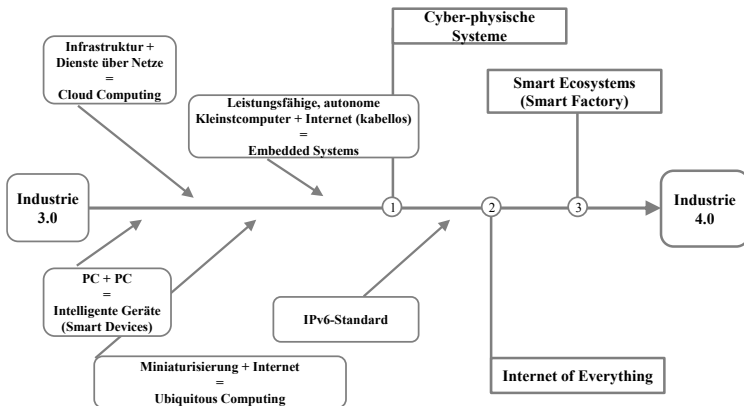 Cyber-physische
Systeme
Infrastruktur +
Dienste über Netze
=
Cloud Computing
Leistungsfähige, autonome
Kleinstcomputer + Internet (kabellos)
=
Embedded Systems
Smart Ecosystems
(Smart Factory)
Industrie
3.0
1
2
3
Industrie
4.0
PC + PC
=
Intelligente Geräte
(Smart Devices)
IPv6-Standard
Miniaturisierung + Internet
=
Ubiquitous Computing
Internet of Everything